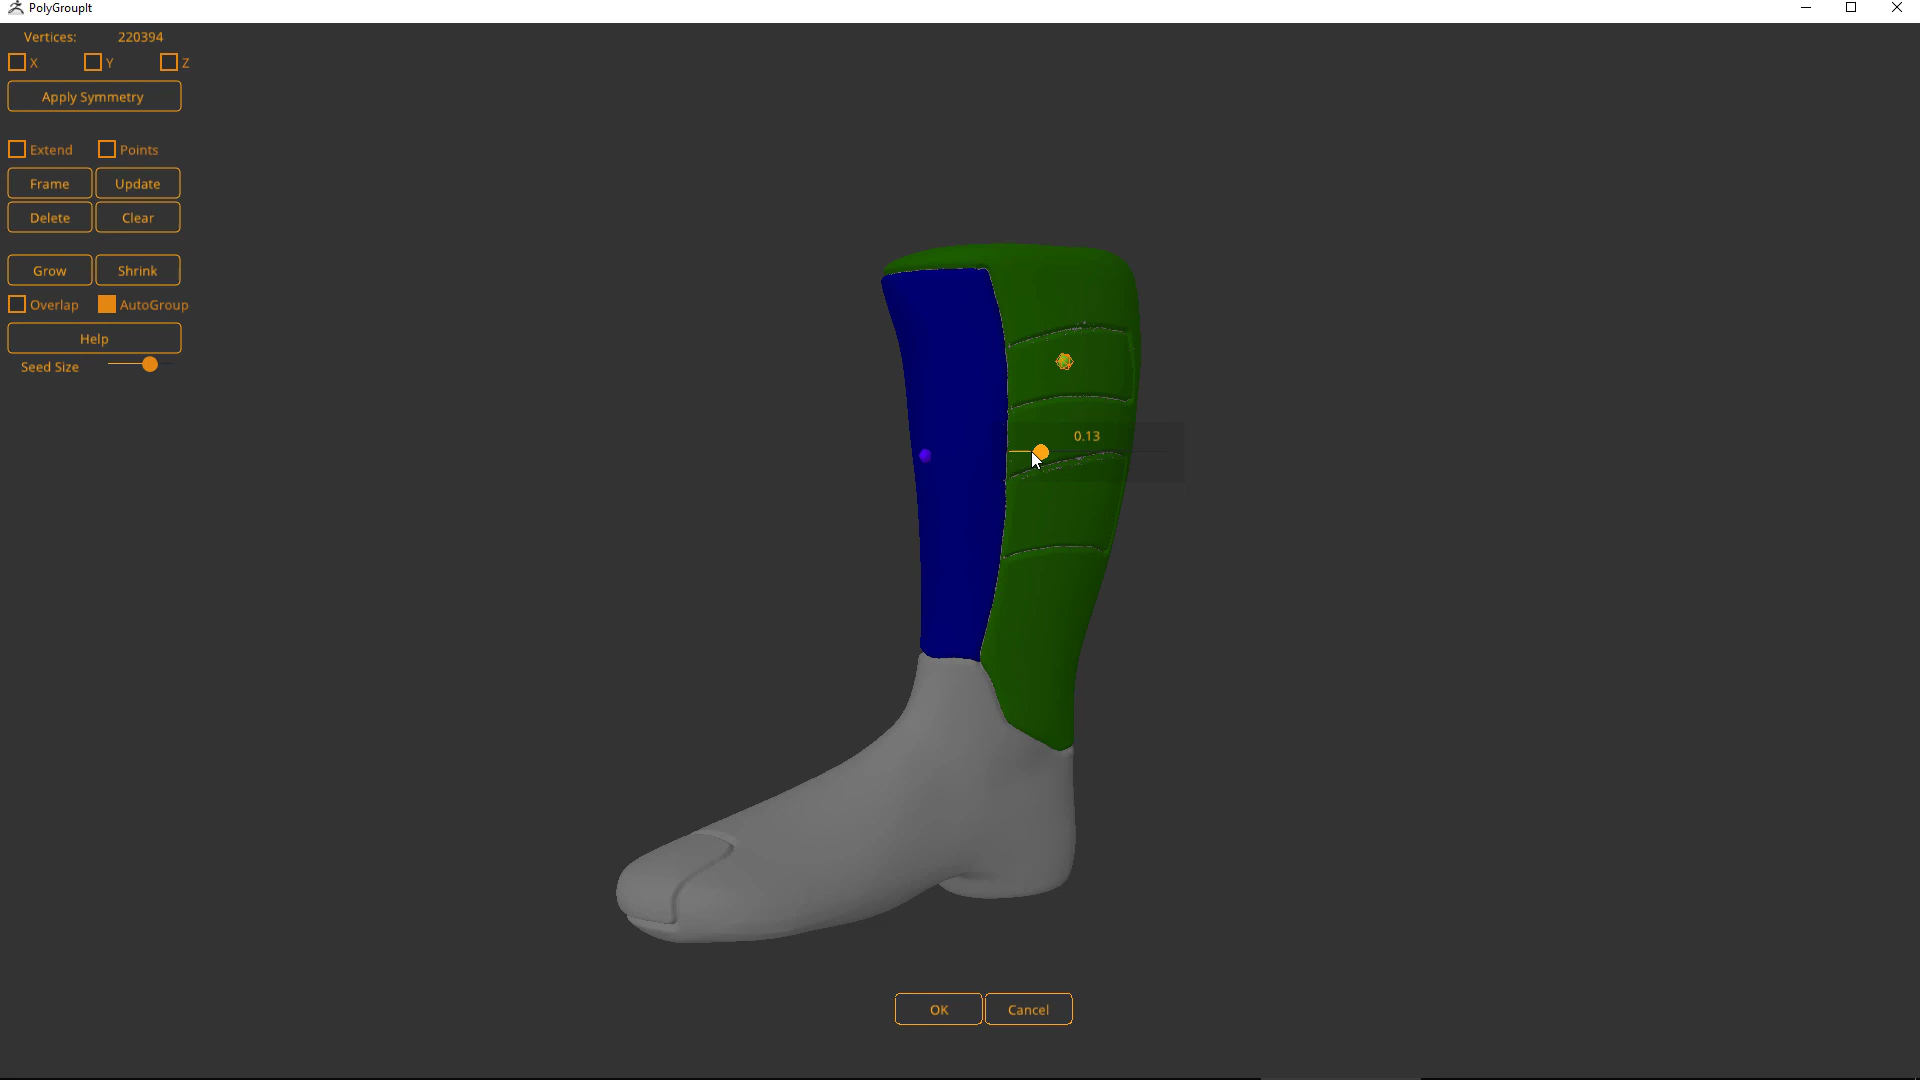 PolyGroupIt
Vertices: 220394
X Y Z
Apply Symmetry
Extend Points
Frame Update
Delete Clear
Grow Shrink
Overlap AutoGroup
Help
Seed Size
0.13
OK Cancel